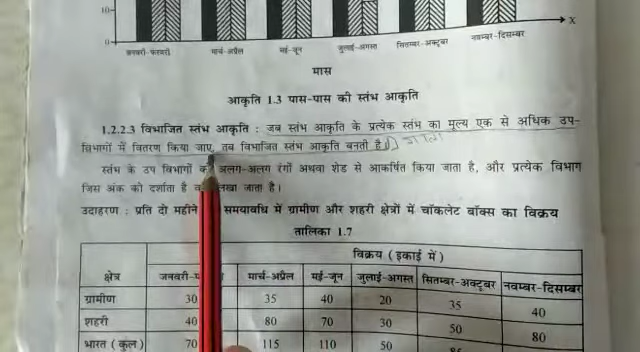 10
0
X
जनवरी-फरवरी मार्च-अप्रैल मई-जून जुलाई-अगस्त सितम्बर-अक्टूबर नवम्बर-दिसम्बर
मास
आकृति 1.3 पास-पास की स्तंभ आकृति
1.2.2.3 विभाजित स्तंभ आकृति : जब स्तंभ आकृति के प्रत्येक स्तंभ का मूल्य एक से अधिक उप-
विभागों में वितरण किया जाए, तब विभाजित स्तंभ आकृति बनती है।
स्तंभ के उप विभागों को अलग-अलग रंगों अथवा शेड से आकर्षित किया जाता है, और प्रत्येक विभाग
जिस अंक को दर्शाता है लिखा जाता है।
उदाहरण : प्रति दो महीने समयावधि में ग्रामीण और शहरी क्षेत्रों में चॉकलेट बॉक्स का विक्रय
तालिका 1.7
विक्रय (इकाई में)
क्षेत्र जनवरी- मार्च-अप्रैल मई-जून जुलाई-अगस्त सितम्बर-अक्टूबर नवम्बर-दिसम्बर
ग्रामीण 30 35 40 20 35 40
शहरी 40 80 70 30 50 80
भारत (कुल) 70 115 110 50